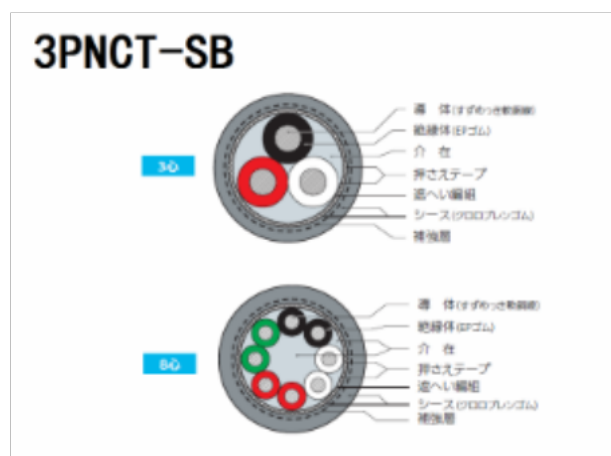 3PNCT-SB
導 体(すずめっき軟銅線)
絶縁体(EPゴム)
介 在
3心
押さえテープ
遮へい編組
シース(クロロプレンゴム)
補強層
導 体(すずめっき軟銅線)
絶縁体(EPゴム)
介 在
8心
押さえテープ
遮へい編組
シース(クロロプレンゴム)
補強層